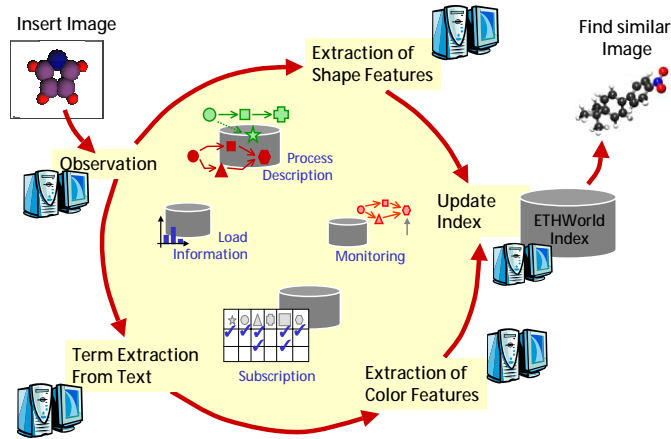 Insert Image
Extraction of
Shape Features
Find similar
Image
Observation
Process
Description
Load
Information
Monitoring
Update
Index
ETHWorld
Index
Term Extraction
From Text
Subscription
Extraction of
Color Features